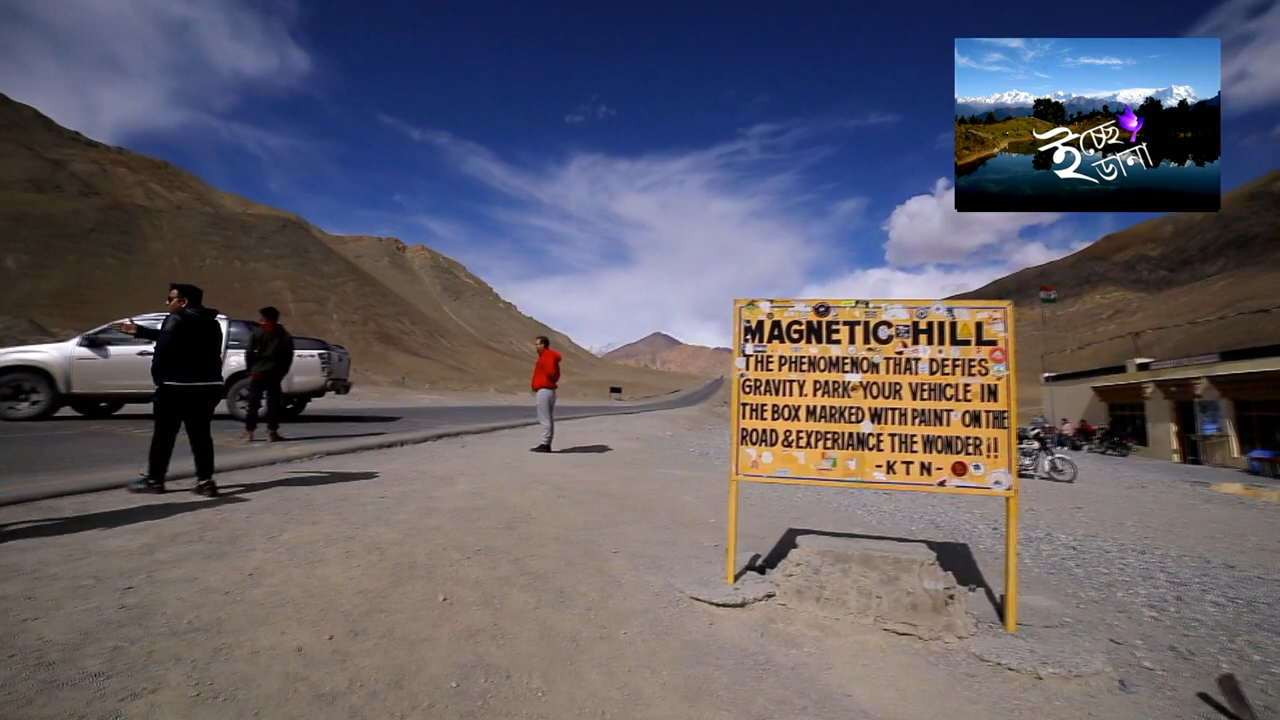 MAGNETIC HILL
THE PHENOMENON THAT DEFIES
GRAVITY. PARK YOUR VEHICLE IN
THE BOX MARKED WITH PAINT ON THE
ROAD & EXPERIANCE THE WONDER !!
-KTN-
ইচ্ছে
ডানা